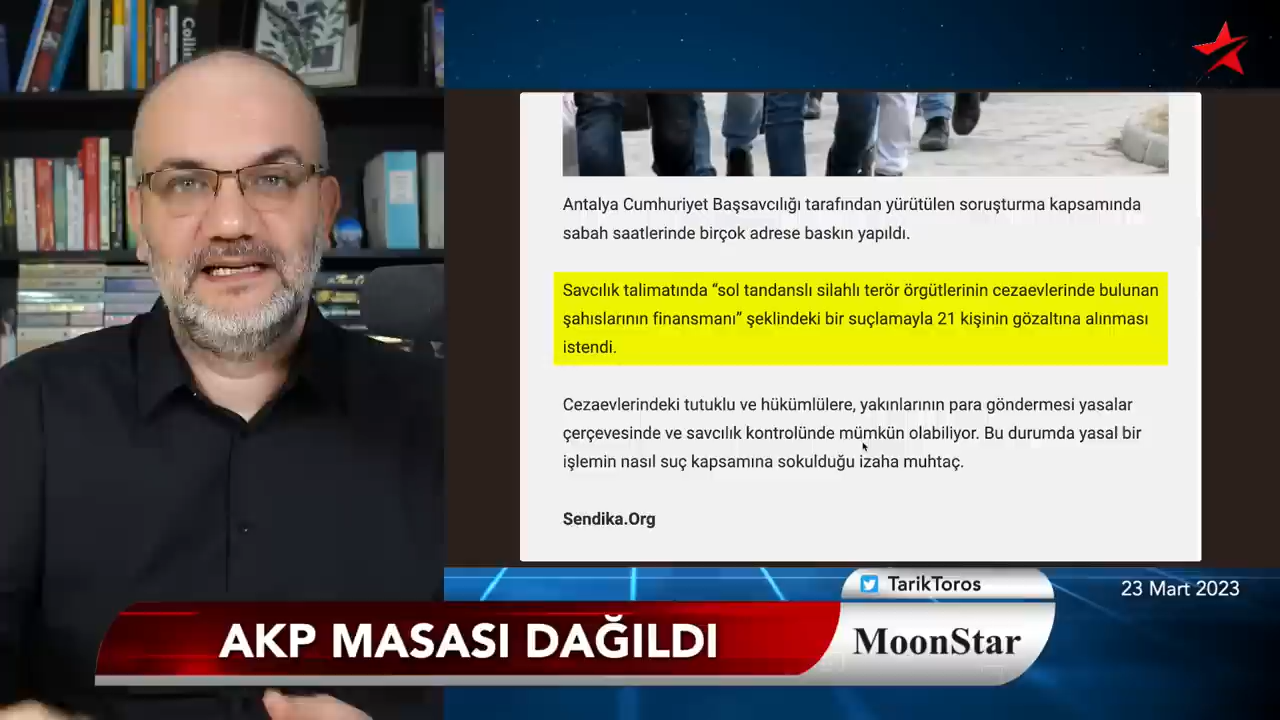 Colli
Antalya Cumhuriyet Başsavcılığı tarafından yürütülen soruşturma kapsamında
sabah saatlerinde birçok adrese baskın yapıldı.
Savcılık talimatında “sol tandanslı silahlı terör örgütlerinin cezaevlerinde bulunan
şahıslarının finansmanı” şeklindeki bir suçlamayla 21 kişinin gözaltına alınması
istendi.
Cezaevlerindeki tutuklu ve hükümlülere, yakınlarının para göndermesi yasalar
çerçevesinde ve savcılık kontrolünde mümkün olabiliyor. Bu durumda yasal bir
işlemin nasıl suç kapsamına sokulduğu izaha muhtaç.
Sendika.Org
TarikToros
23 Mart 2023
AKP MASASI DAĞILDI
MoonStar